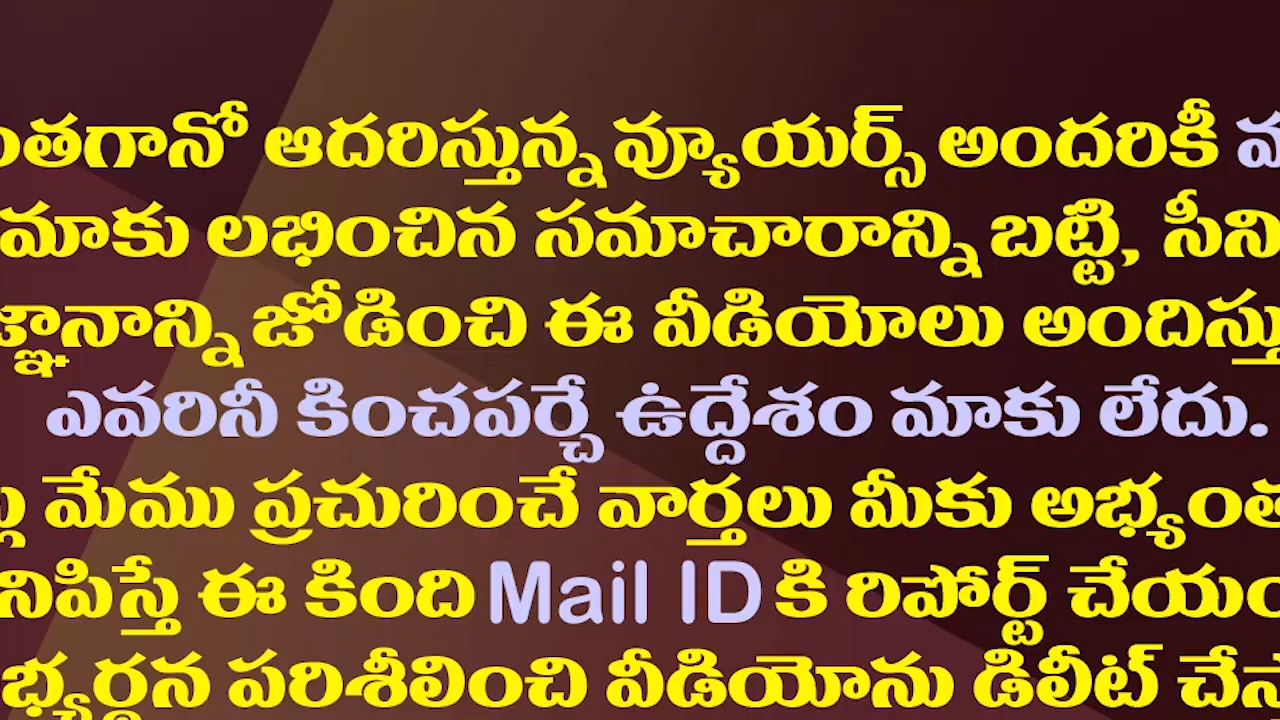 ంతగానో ఆదరిస్తున్న వ్యూయర్స్ అందరికీ
మాకు లభించిన సమాచారాన్ని బట్టి, సీని
జ్ఞానాన్ని జోడించి ఈ వీడియోలు అందిస్తు
ఎవరినీ కించపర్చే ఉద్దేశం మాకు లేదు.
మేము ప్రచురించే వార్తలు మీకు అభ్యంత
నిపిస్తే ఈ కింది Mail ID కి రిపోర్ట్ చేయం
భ్యర్థన పరిశీలించి వీడియోను డిలీట్ చేస